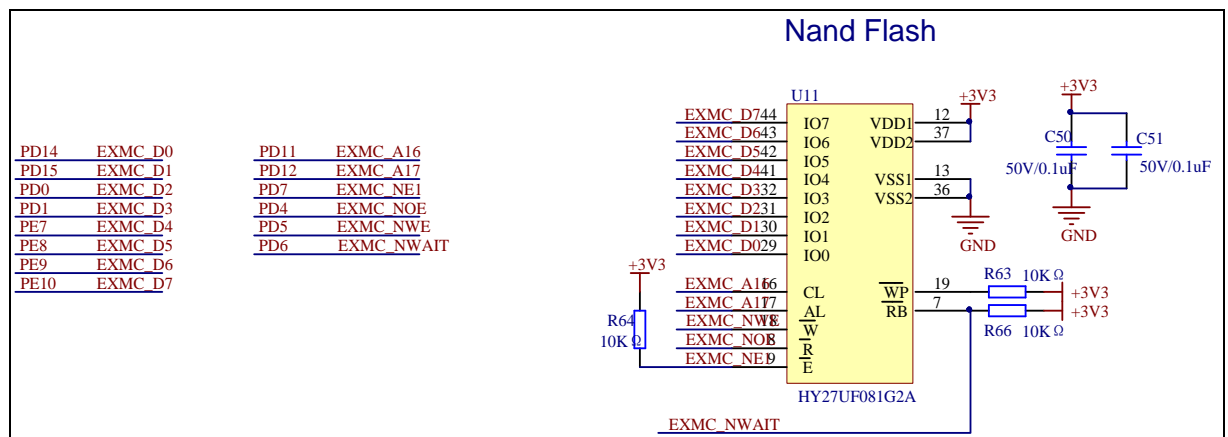 Nand Flash
PD14 EXMC_D0
PD15 EXMC_D1
PD0 EXMC_D2
PD1 EXMC_D3
PE7 EXMC_D4
PE8 EXMC_D5
PE9 EXMC_D6
PE10 EXMC_D7
PD11 EXMC_A16
PD12 EXMC_A17
PD7 EXMC_NE1
PD4 EXMC_NOE
PD5 EXMC_NWE
PD6 EXMC_NWAIT
U11
EXMC_D7 44 IO7 VDD1 12 +3V3
EXMC_D6 43 IO6 VDD2 37
EXMC_D5 42 IO5
EXMC_D4 41 IO4 VSS1 13
EXMC_D3 32 IO3 VSS2 36
EXMC_D2 31 IO2
EXMC_D1 30 IO1 GND
EXMC_D0 29 IO0
+3V3
EXMC_A16 16 CL WP 19 R63 10KΩ +3V3
EXMC_A17 17 AL RB 7 R66 10KΩ +3V3
R64 EXMC_NWE 18 W
10KΩ EXMC_NOE 8 R
EXMC_NE1 9 E
HY27UF081G2A
EXMC_NWAIT
+3V3
C50 C51
50V/0.1uF 50V/0.1uF
GND